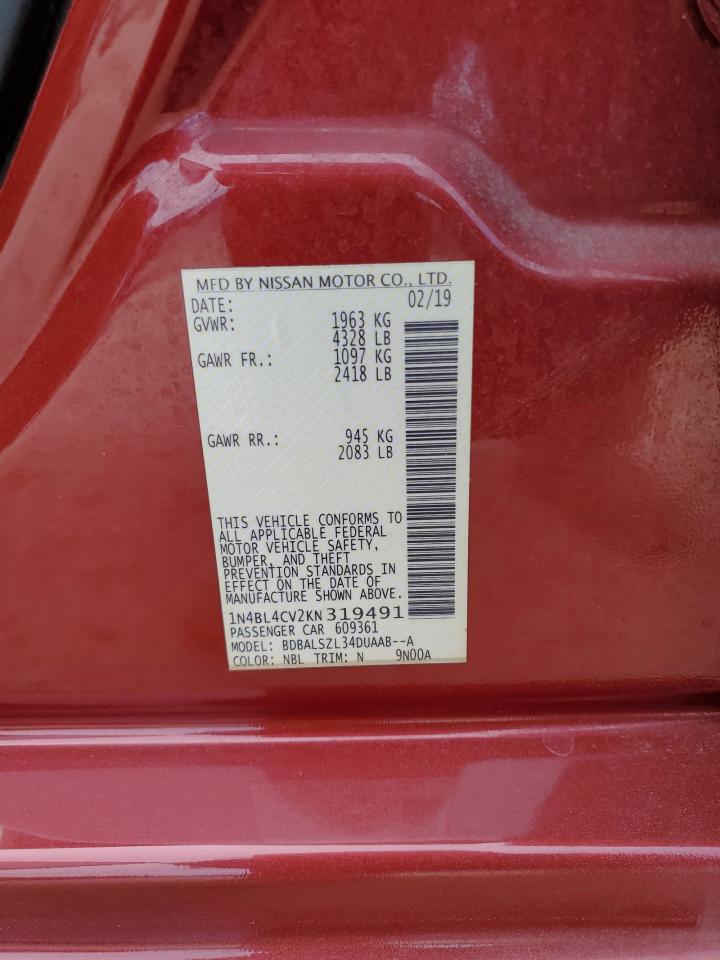 MFD BY NISSAN MOTOR CO., LTD.
DATE: 02/19
GVWR: 1963 KG
4328 LB
GAWR FR.: 1097 KG
2418 LB
GAWR RR.: 945 KG
2083 LB
THIS VEHICLE CONFORMS TO
ALL APPLICABLE FEDERAL
MOTOR VEHICLE SAFETY,
BUMPER, AND THEFT
PREVENTION STANDARDS IN
EFFECT ON THE DATE OF
MANUFACTURE SHOWN ABOVE.
1N4BL4CV2KN319491
PASSENGER CAR 609361
MODEL: BDBALSZL34DUAAB--A
COLOR: NBL TRIM: N 9N00A